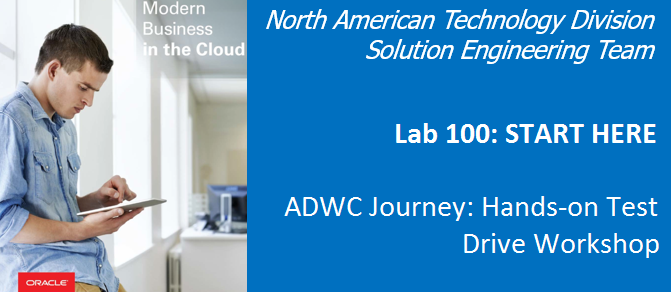 Modern
Business
in the Cloud
ORACLE
North American Technology Division
Solution Engineering Team
Lab 100: START HERE
ADWC Journey: Hands-on Test
Drive Workshop